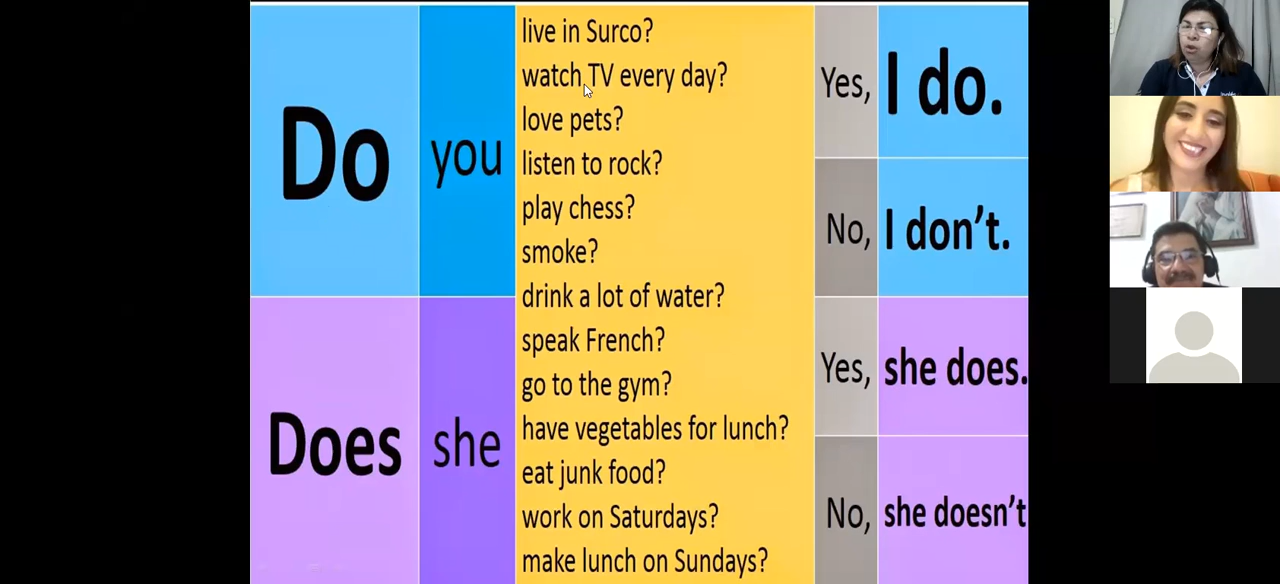 Do
you
live in Surco?
watch TV every day?
love pets?
listen to rock?
play chess?
smoke?
drink a lot of water?
speak French?
go to the gym?
have vegetables for lunch?
eat junk food?
work on Saturdays?
make lunch on Sundays?
Yes,
I do.
No,
I don't.
Does
she
Yes,
she does.
No,
she doesn't